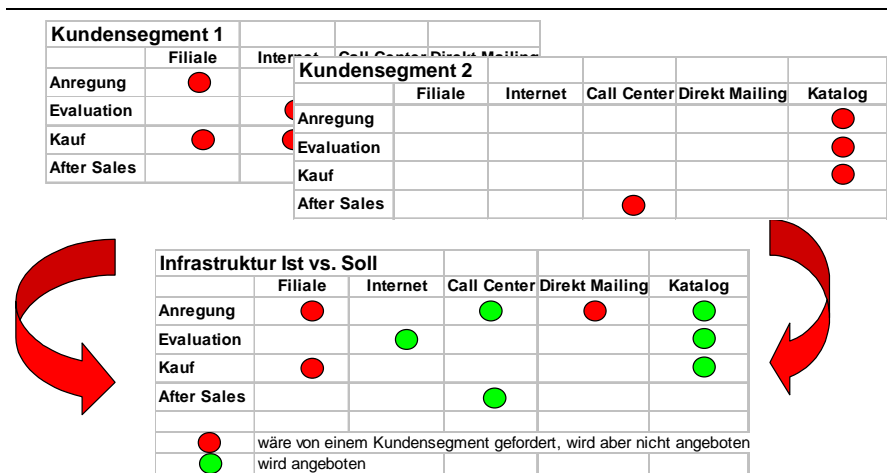 Kundensegment 1
Filiale
Anregung
Evaluation
Kauf
After Sales
Kundensegment 2
Filiale Internet Call Center Direkt Mailing Katalog
Anregung
Evaluation
Kauf
After Sales
Infrastruktur Ist vs. Soll
Filiale Internet Call Center Direkt Mailing Katalog
Anregung
Evaluation
Kauf
After Sales
wäre von einem Kundensegment gefordert, wird aber nicht angeboten
wird angeboten